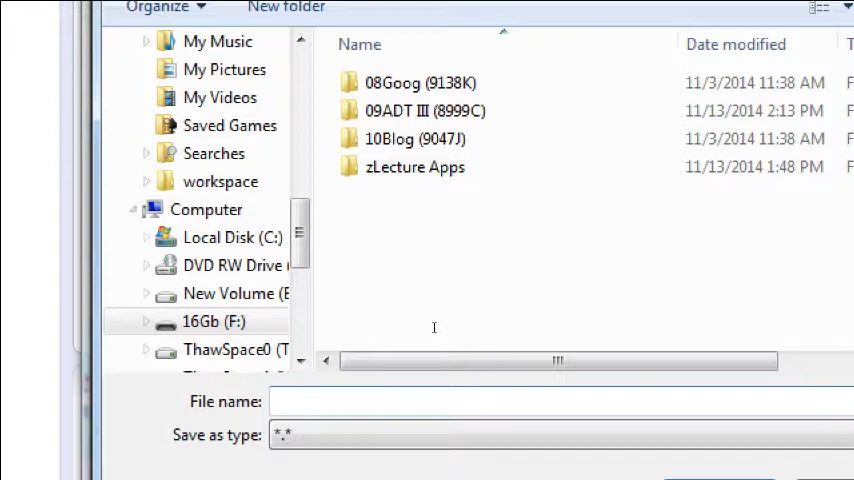 Organize New folder
My Music
My Pictures
My Videos
Saved Games
Searches
workspace
Computer
Local Disk (C:)
DVD RW Drive (
New Volume (E
16Gb (F:)
ThawSpace0 (T
Name Date modified T
08Goog (9138K) 11/3/2014 11:38 AM F
09ADT III (8999C) 11/13/2014 2:13 PM F
10Blog (9047J) 11/3/2014 11:38 AM F
zLecture Apps 11/13/2014 1:48 PM F
File name:
Save as type: *.*